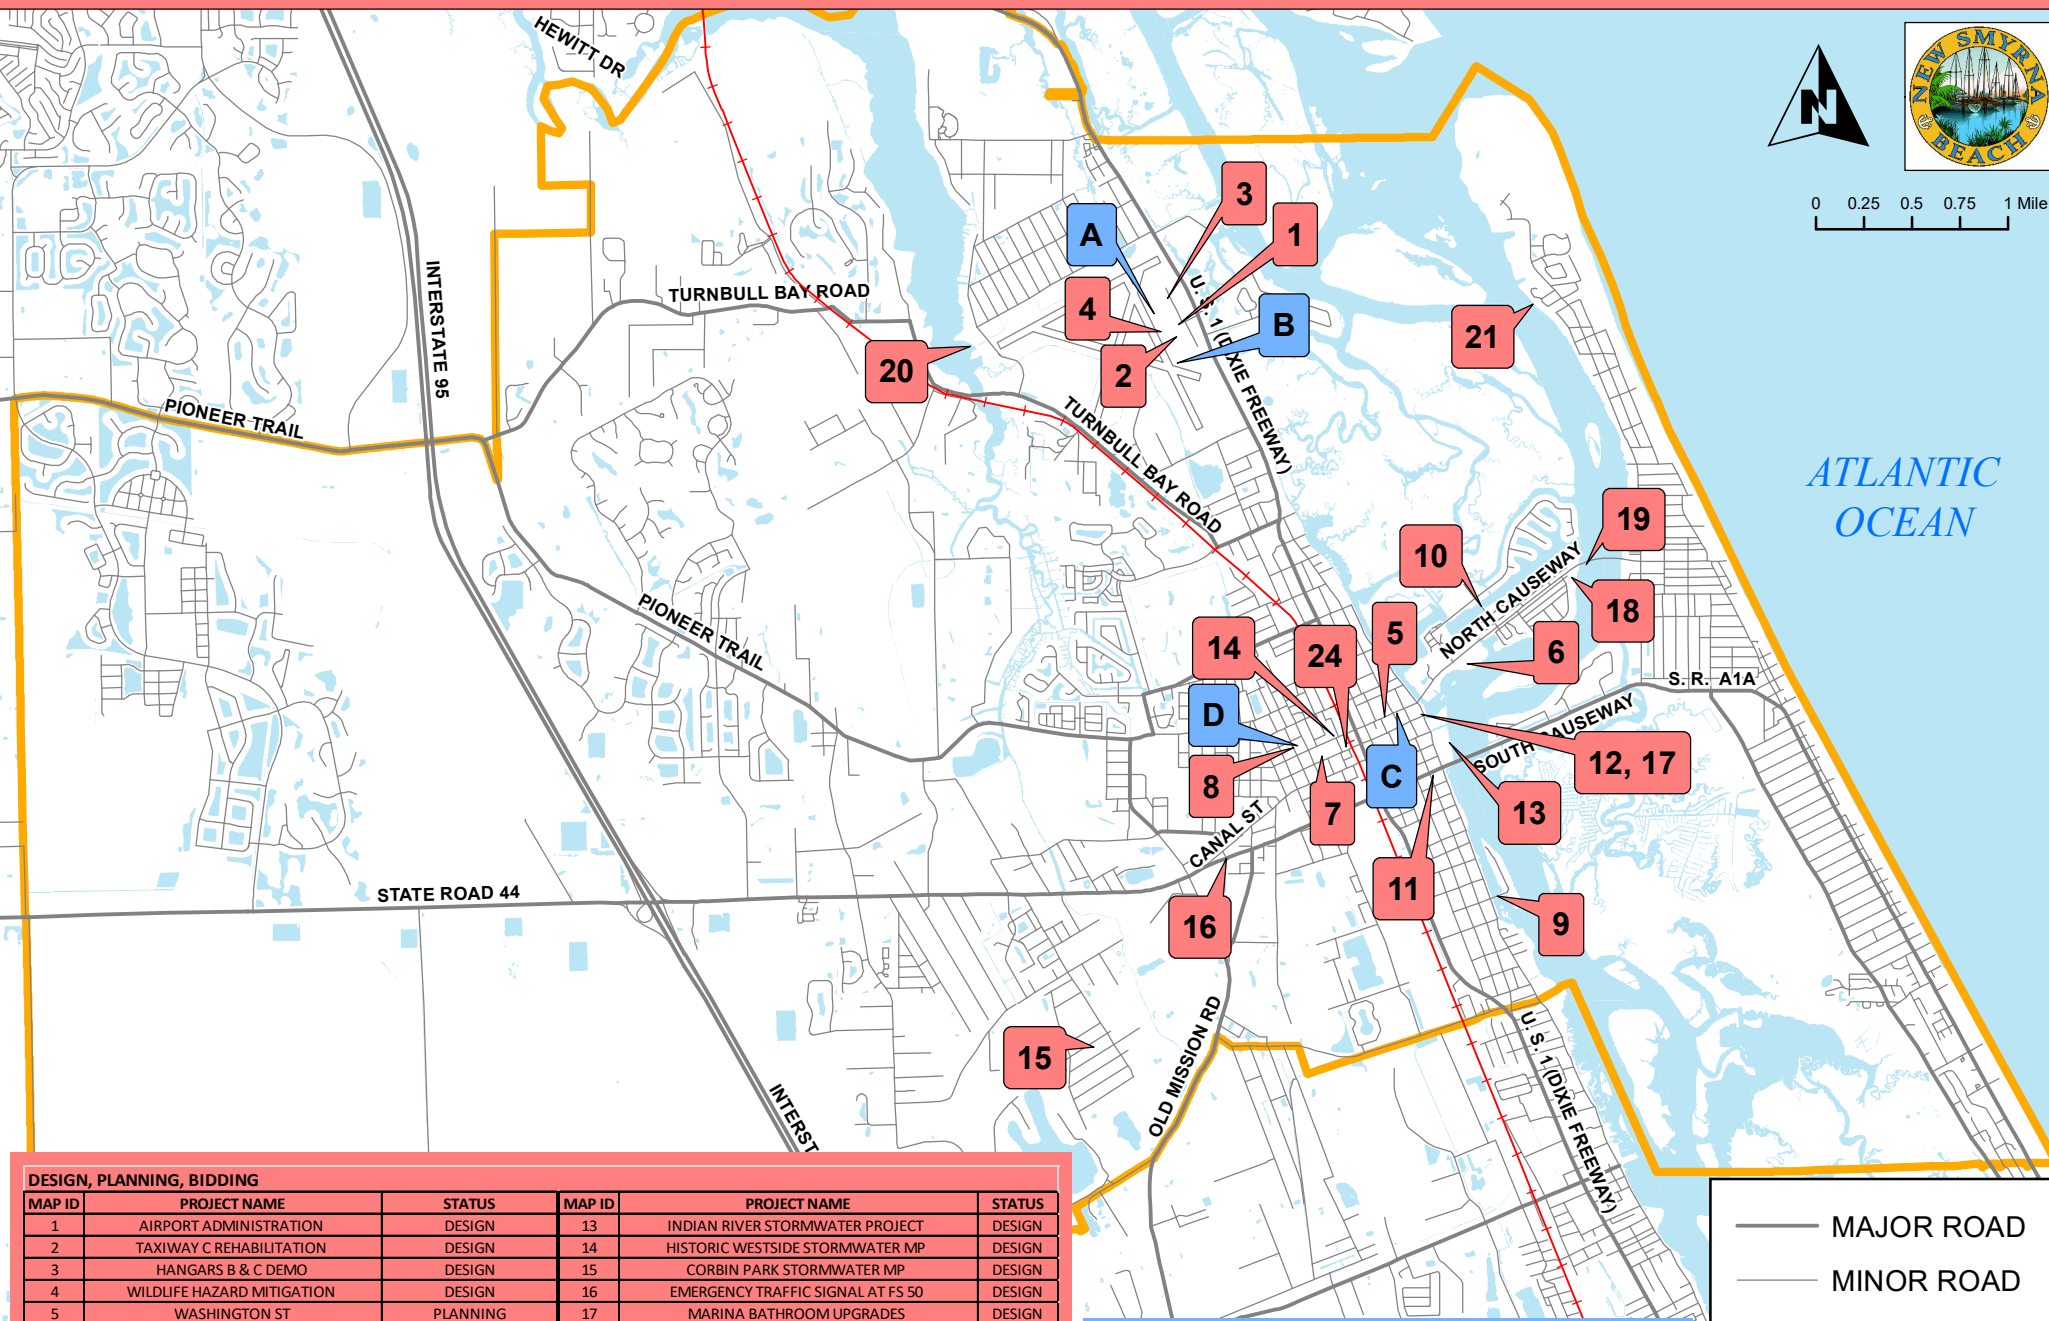 HEWITT DR
NEW SMYRNA
BEACH
N
0 0.25 0.5 0.75 1 Mile
3
A
1
INTERSTATE 95
TURNBULL BAY ROAD
U. S. 1 (DIXIE FREEWAY)
4
B
21
20
2
PIONEER TRAIL
TURNBULL BAY ROAD
ATLANTIC
OCEAN
19
10
NORTH CAUSEWAY
18
PIONEER TRAIL
14
24
5
6
S. R. A1A
D
SOUTH CAUSEWAY
12, 17
8
C
7
13
CANAL ST
11
STATE ROAD 44
16
9
15
OLD MISSION RD
U. S. 1 (DIXIE FREEWAY)
INTERST
DESIGN, PLANNING, BIDDING
MAP ID PROJECT NAME STATUS MAP ID PROJECT NAME STATUS
1 AIRPORT ADMINISTRATION DESIGN 13 INDIAN RIVER STORMWATER PROJECT DESIGN
2 TAXIWAY C REHABILITATION DESIGN 14 HISTORIC WESTSIDE STORMWATER MP DESIGN
3 HANGARS B & C DEMO DESIGN 15 CORBIN PARK STORMWATER MP DESIGN
4 WILDLIFE HAZARD MITIGATION DESIGN 16 EMERGENCY TRAFFIC SIGNAL AT FS 50 DESIGN
5 WASHINGTON ST PLANNING 17 MARINA BATHROOM UPGRADES DESIGN
MAJOR ROAD
MINOR ROAD